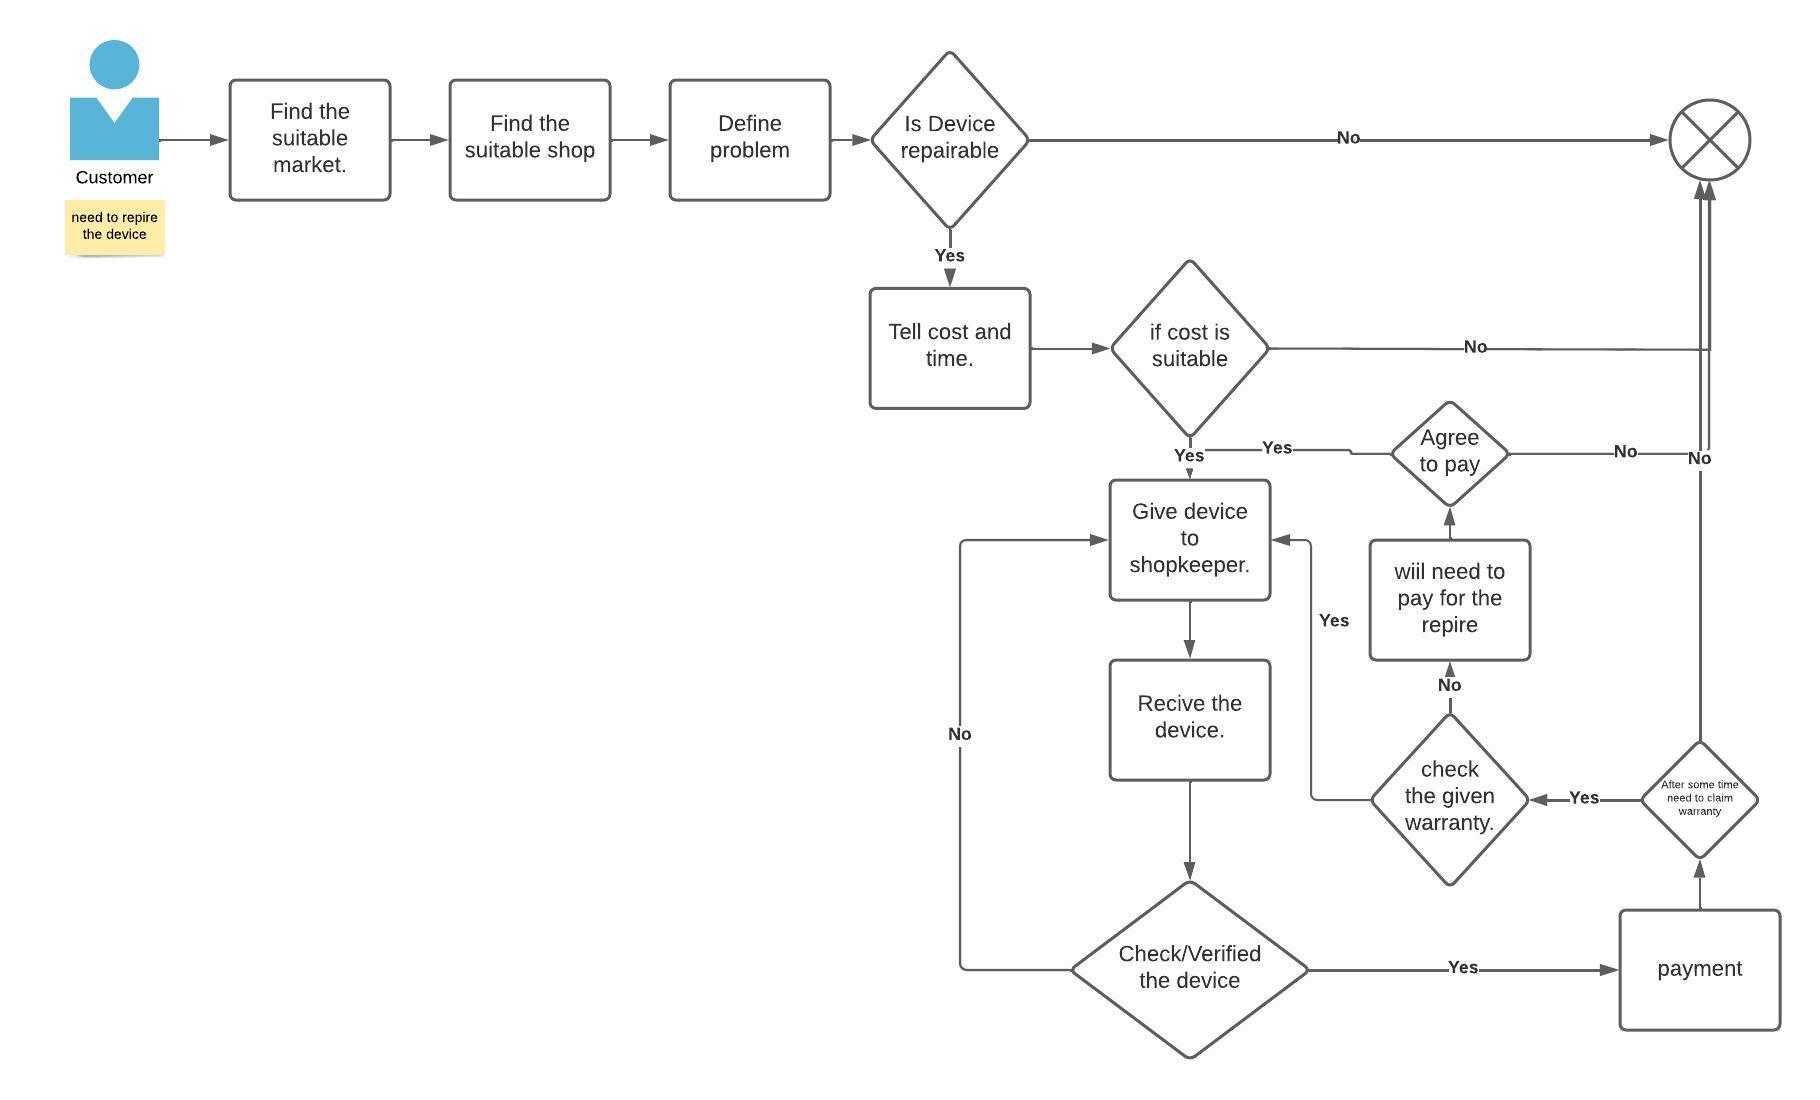 Customer
need to repire
the device
Find the
suitable
market.
Find the
suitable shop
Define
problem
Is Device
repairable
No
Yes
Tell cost and
time.
if cost is
suitable
No
Yes
Yes
Agree
to pay
No
No
Give device
to
shopkeeper.
Yes
wiil need to
pay for the
repire
No
Recive the
device.
No
check
the given
warranty.
Yes
After some time
need to claim
warranty
Check/Verified
the device
Yes
payment